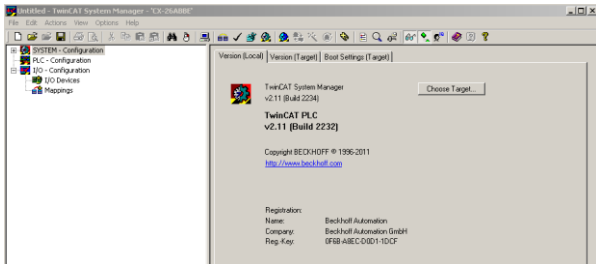 Untitled - TwinCAT System Manager - "CX-26ABBE"
File Edit Actions View Options Help
SYSTEM - Configuration
PLC - Configuration
I/O - Configuration
I/O Devices
Mappings
Version (Local) Version (Target) Boot Settings (Target)
TwinCAT System Manager
v2.11 (Build 2234)
Choose Target...
TwinCAT PLC
v2.11 (Build 2232)
Copyright BECKHOFF © 1996-2011
http://www.beckhoff.com
Registration:
Name: Beckhoff Automation
Company: Beckhoff Automation GmbH
Reg.-Key: 0F6B-A8EC-D0D1-1DCF